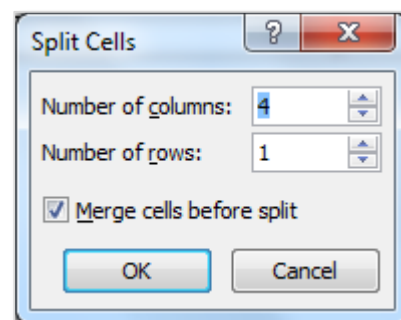 Split Cells
Number of columns: 4
Number of rows: 1
Merge cells before split
OK Cancel